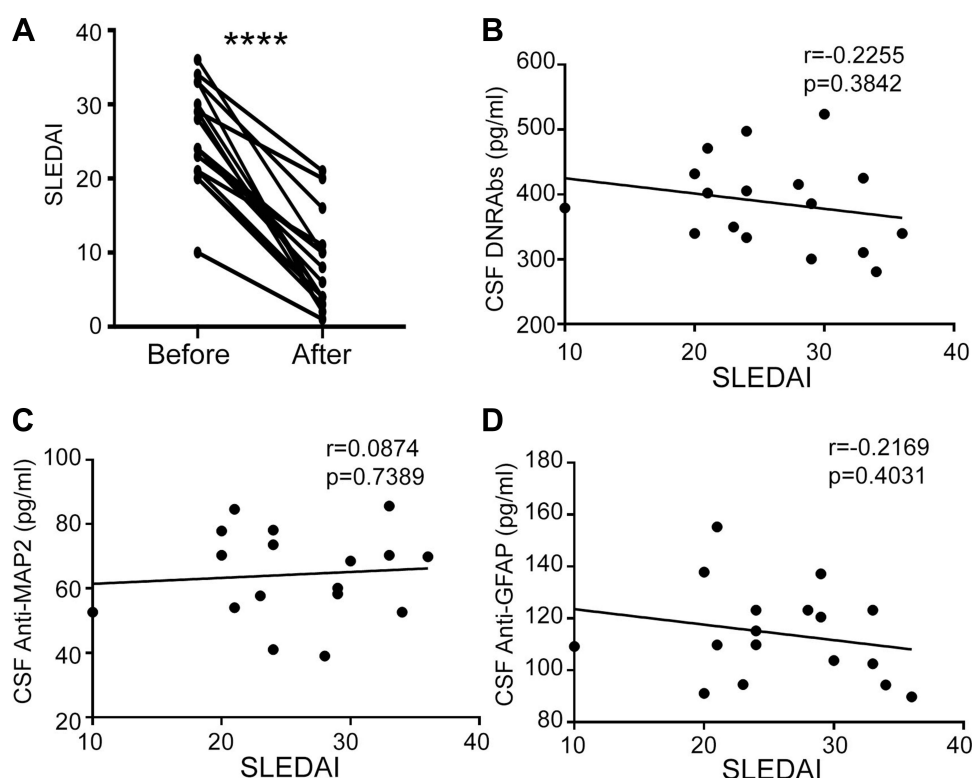 A
****
40
30
20
10
0
SLEDAI
Before After
B
r=-0.2255
p=0.3842
600
500
400
300
200
CSF DNRAbs (pg/ml)
10 20 30 40
SLEDAI
C
r=0.0874
p=0.7389
100
80
60
40
20
CSF Anti-MAP2 (pg/ml)
10 20 30 40
SLEDAI
D
r=-0.2169
p=0.4031
180
160
140
120
100
80
CSF Anti-GFAP (pg/ml)
10 20 30 40
SLEDAI